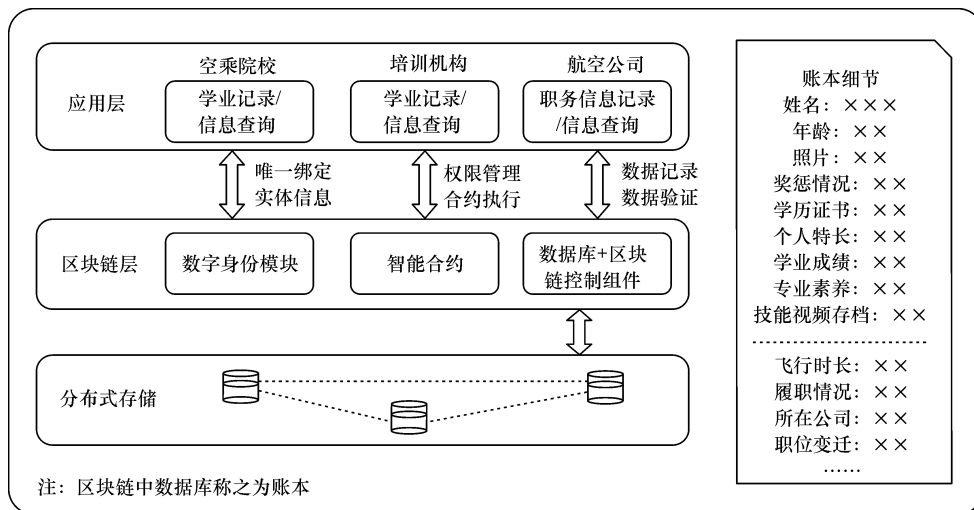 空乘院校
培训机构
航空公司
应用层
学业记录/
信息查询
学业记录/
信息查询
职务信息记录
/信息查询
唯一绑定
实体信息
权限管理
合约执行
数据记录
数据验证
区块链层
数字身份模块
智能合约
数据库+区块
链控制组件
分布式存储
注：区块链中数据库称之为账本
账本细节
姓名：×××
年龄：××
照片：××
奖惩情况：××
学历证书：××
个人特长：××
学业成绩：××
专业素养：××
技能视频存档：××
飞行时长：××
履职情况：××
所在公司：××
职位变迁：××
……